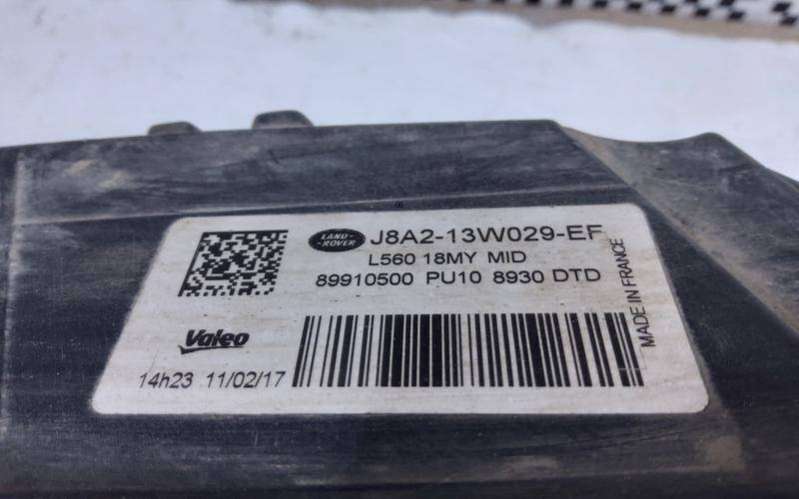 LAND-
-ROVER
J8A2-13W029-EF
L560 18MY MID
89910500 PU10 8930 DTD
MADE IN FRANCE
Valeo
14h23 11/02/17